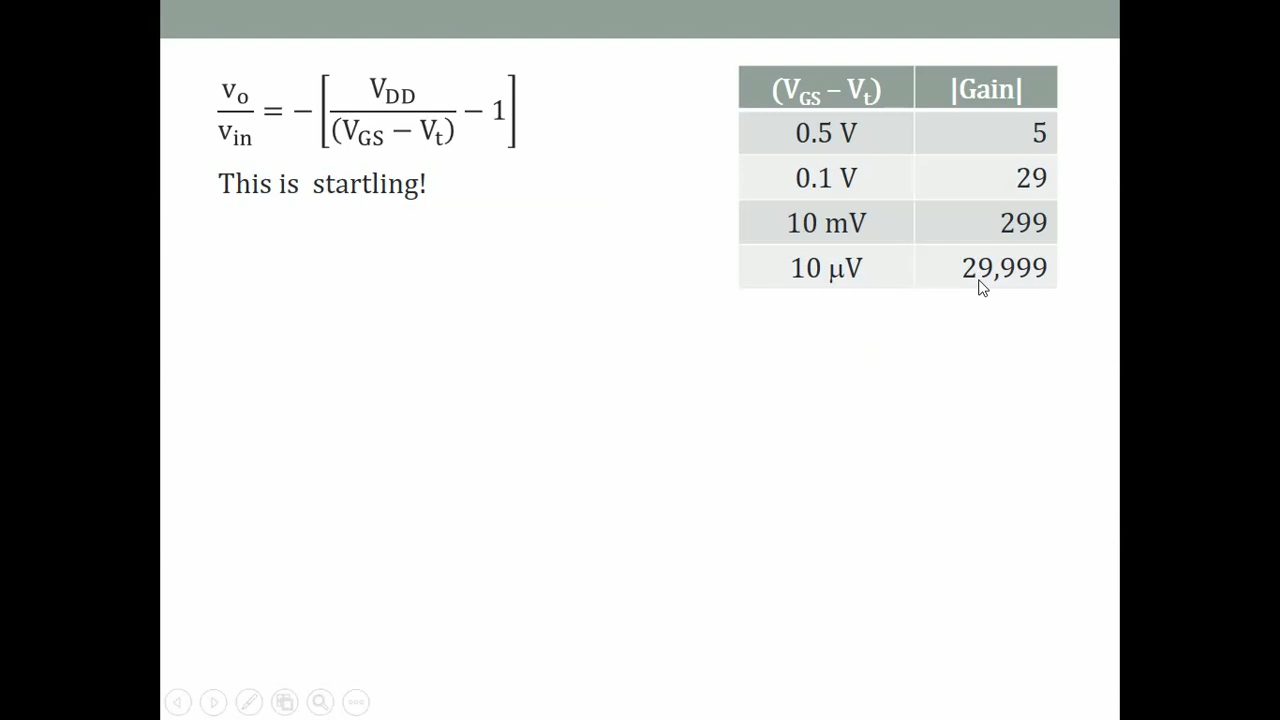 v_o/v_in = −[V_DD/(V_GS − V_t) − 1]
This is startling!
(V_GS – V_t) |Gain|
0.5 V 5
0.1 V 29
10 mV 299
10 μV 29,999